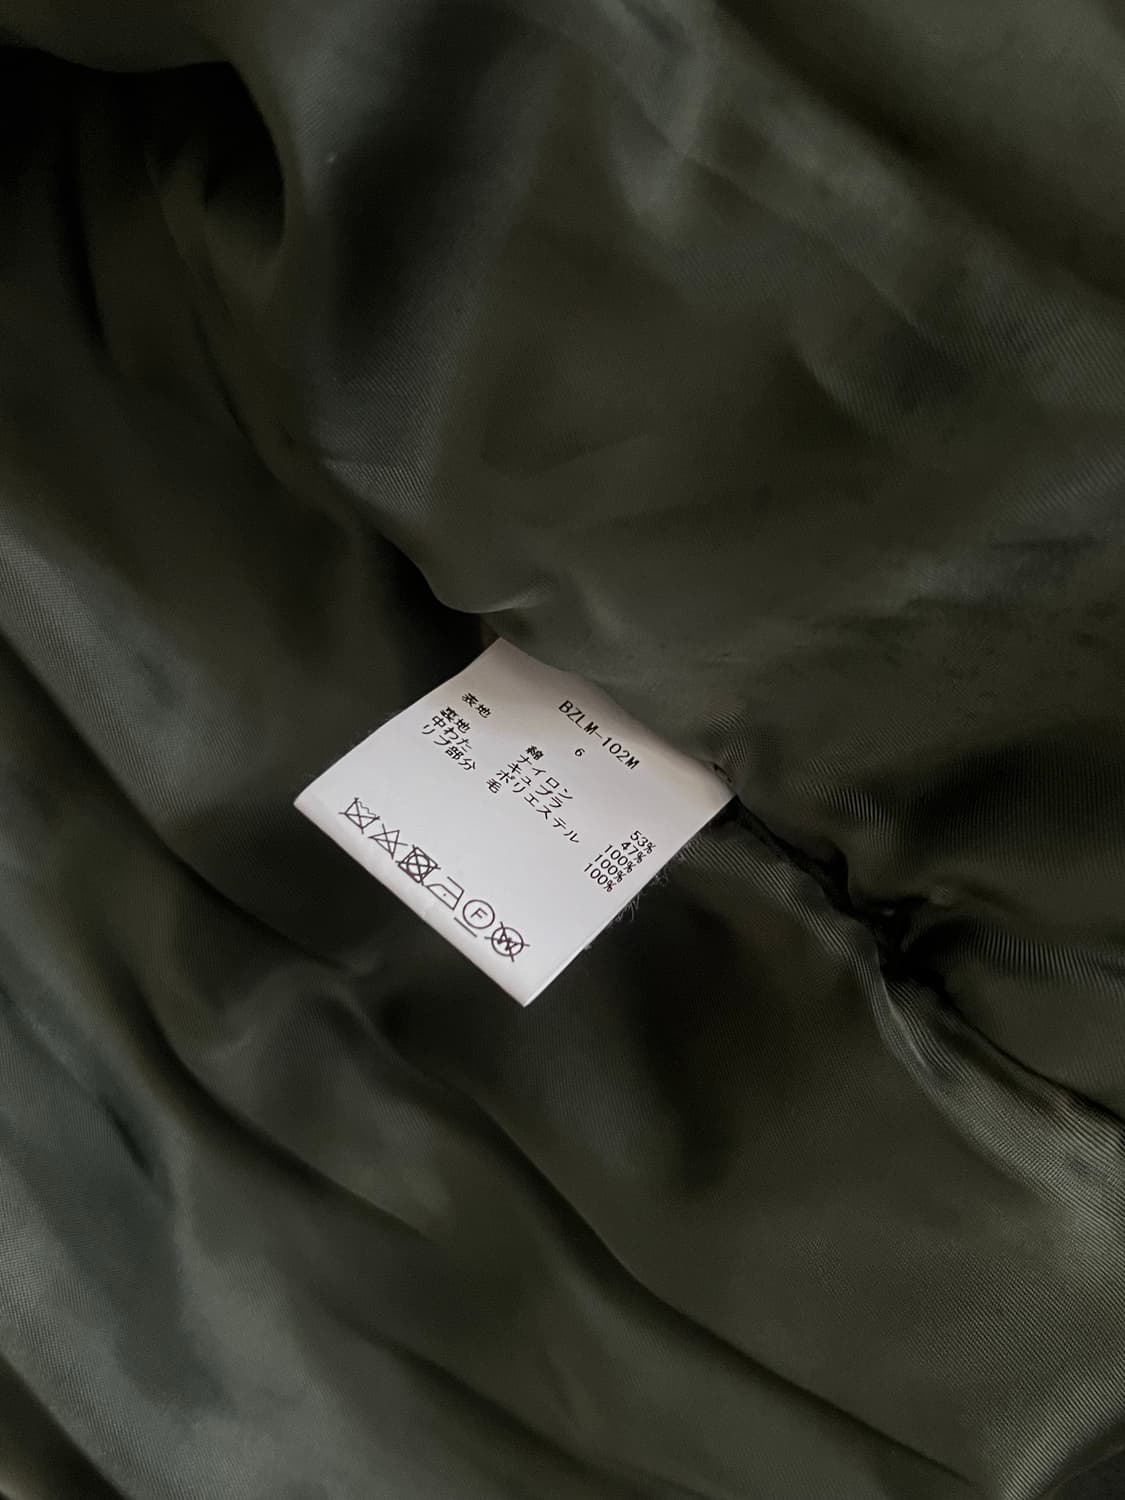 BZLM-102M
6
表地 綿 53%
ナイロン 47%
裏地 キュプラ 100%
中わた ポリエステル 100%
リブ部分 毛 100%
F
W